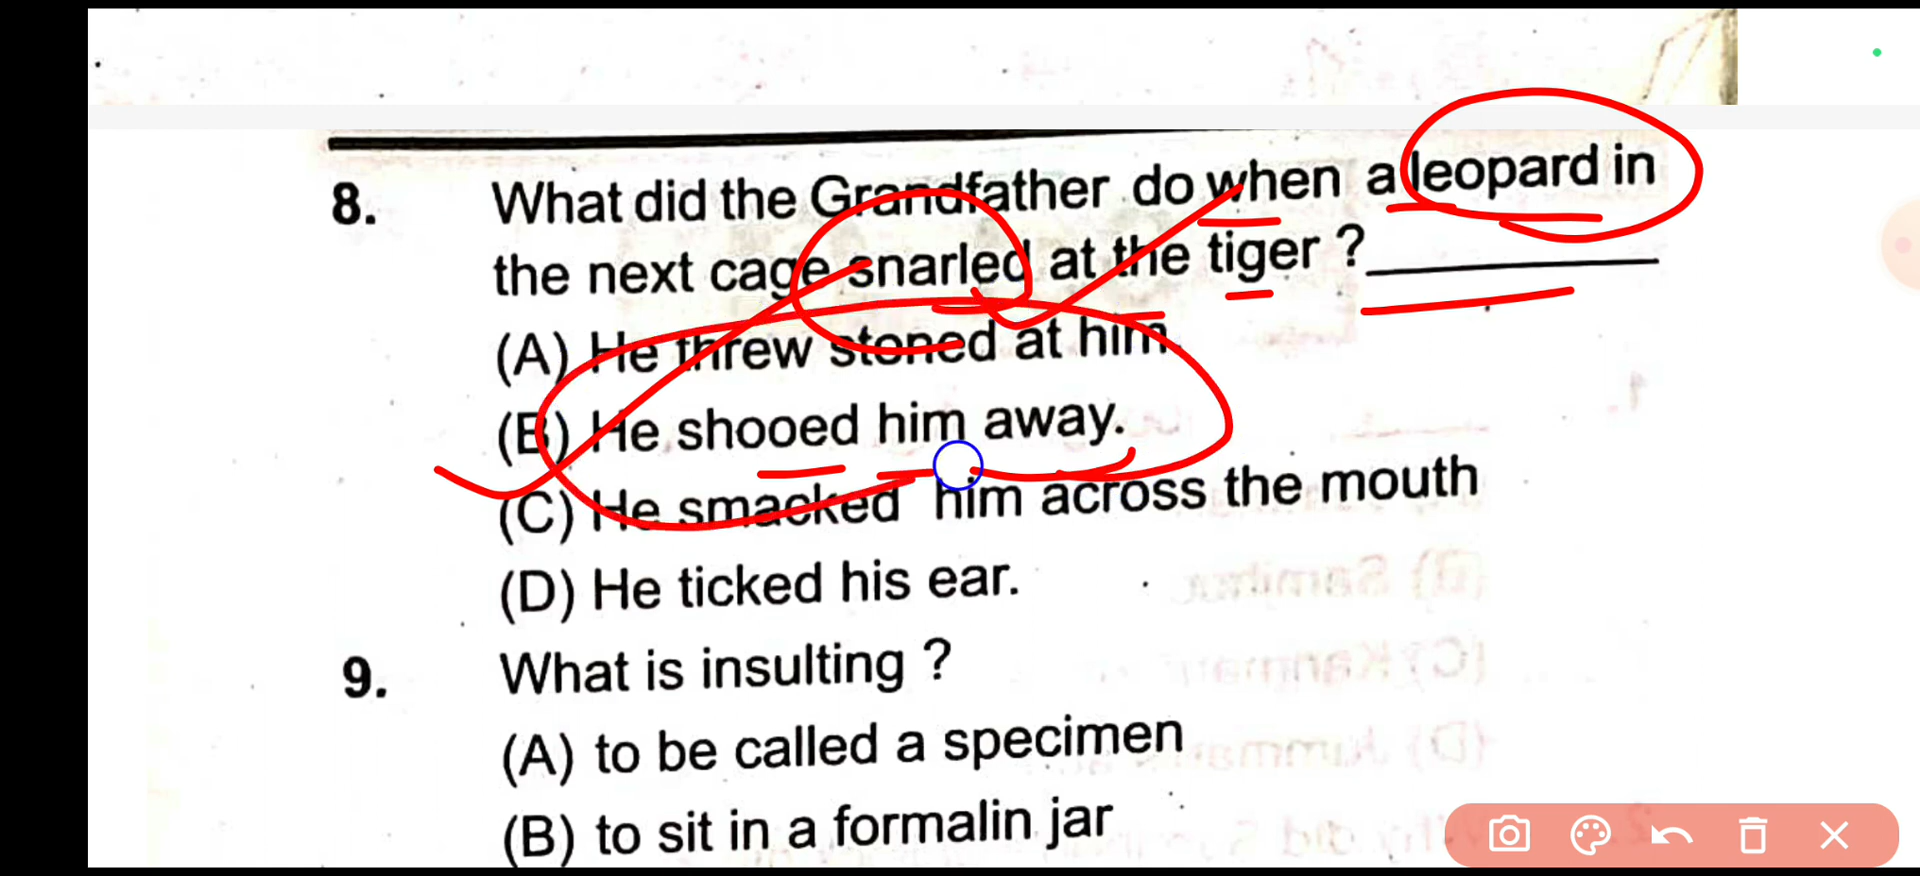 8. What did the Grandfather do when a leopard in
the next cage snarled at the tiger ?
(A) He threw stoned at him.
(B) He shooed him away.
(C) He smacked him across the mouth
(D) He ticked his ear.
9. What is insulting ?
(A) to be called a specimen
(B) to sit in a formalin jar